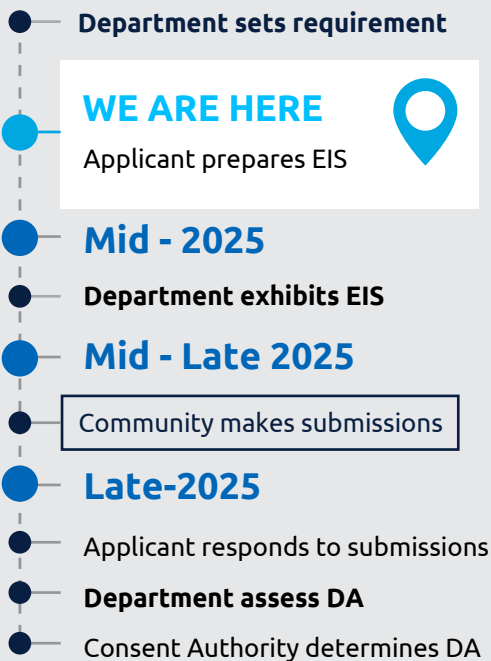 Department sets requirement
WE ARE HERE
Applicant prepares EIS
Mid - 2025
Department exhibits EIS
Mid - Late 2025
Community makes submissions
Late-2025
Applicant responds to submissions
Department assess DA
Consent Authority determines DA